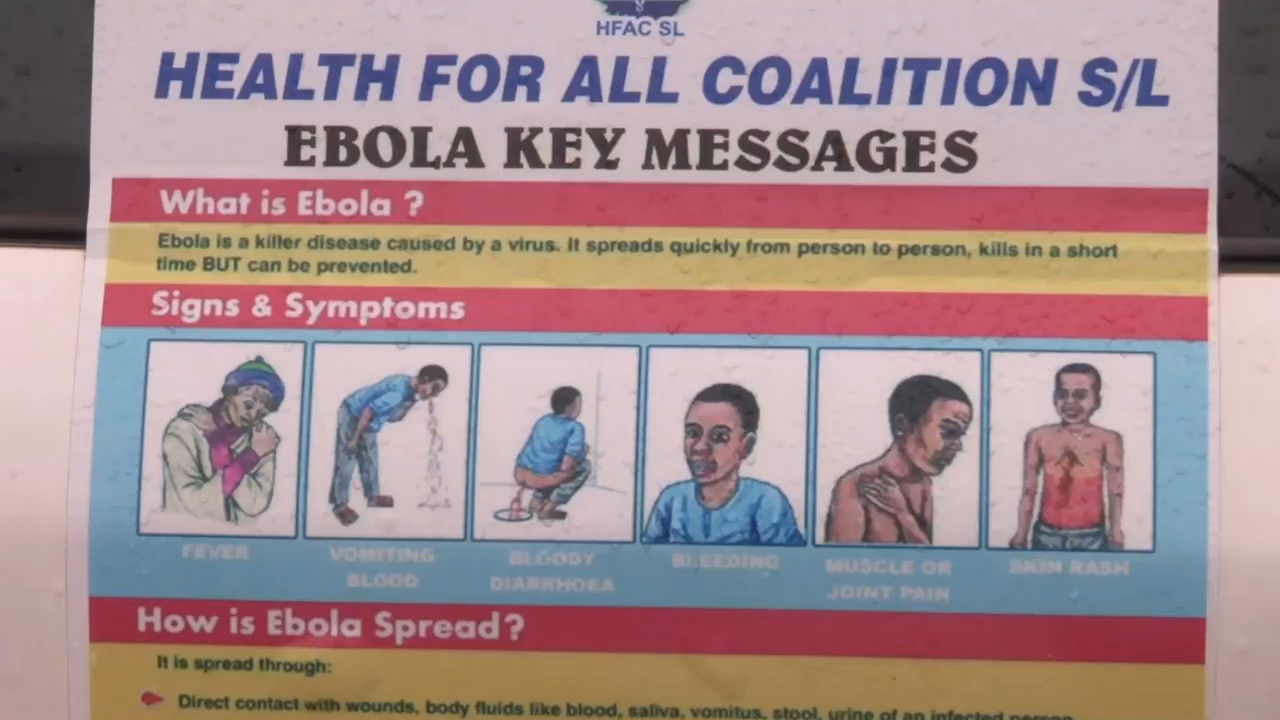 HFAC SL
HEALTH FOR ALL COALITION S/L
EBOLA KEY MESSAGES
What is Ebola ?
Ebola is a killer disease caused by a virus. It spreads quickly from person to person, kills in a short
time BUT can be prevented.
Signs & Symptoms
FEVER
VOMITING
BLOOD
BLOODY
DIARRHOEA
BLEEDING
MUSCLE OR
JOINT PAIN
SKIN RASH
How is Ebola Spread?
It is spread through:
Direct contact with wounds, body fluids like blood, saliva, vomitus, stool, urine of an infected person